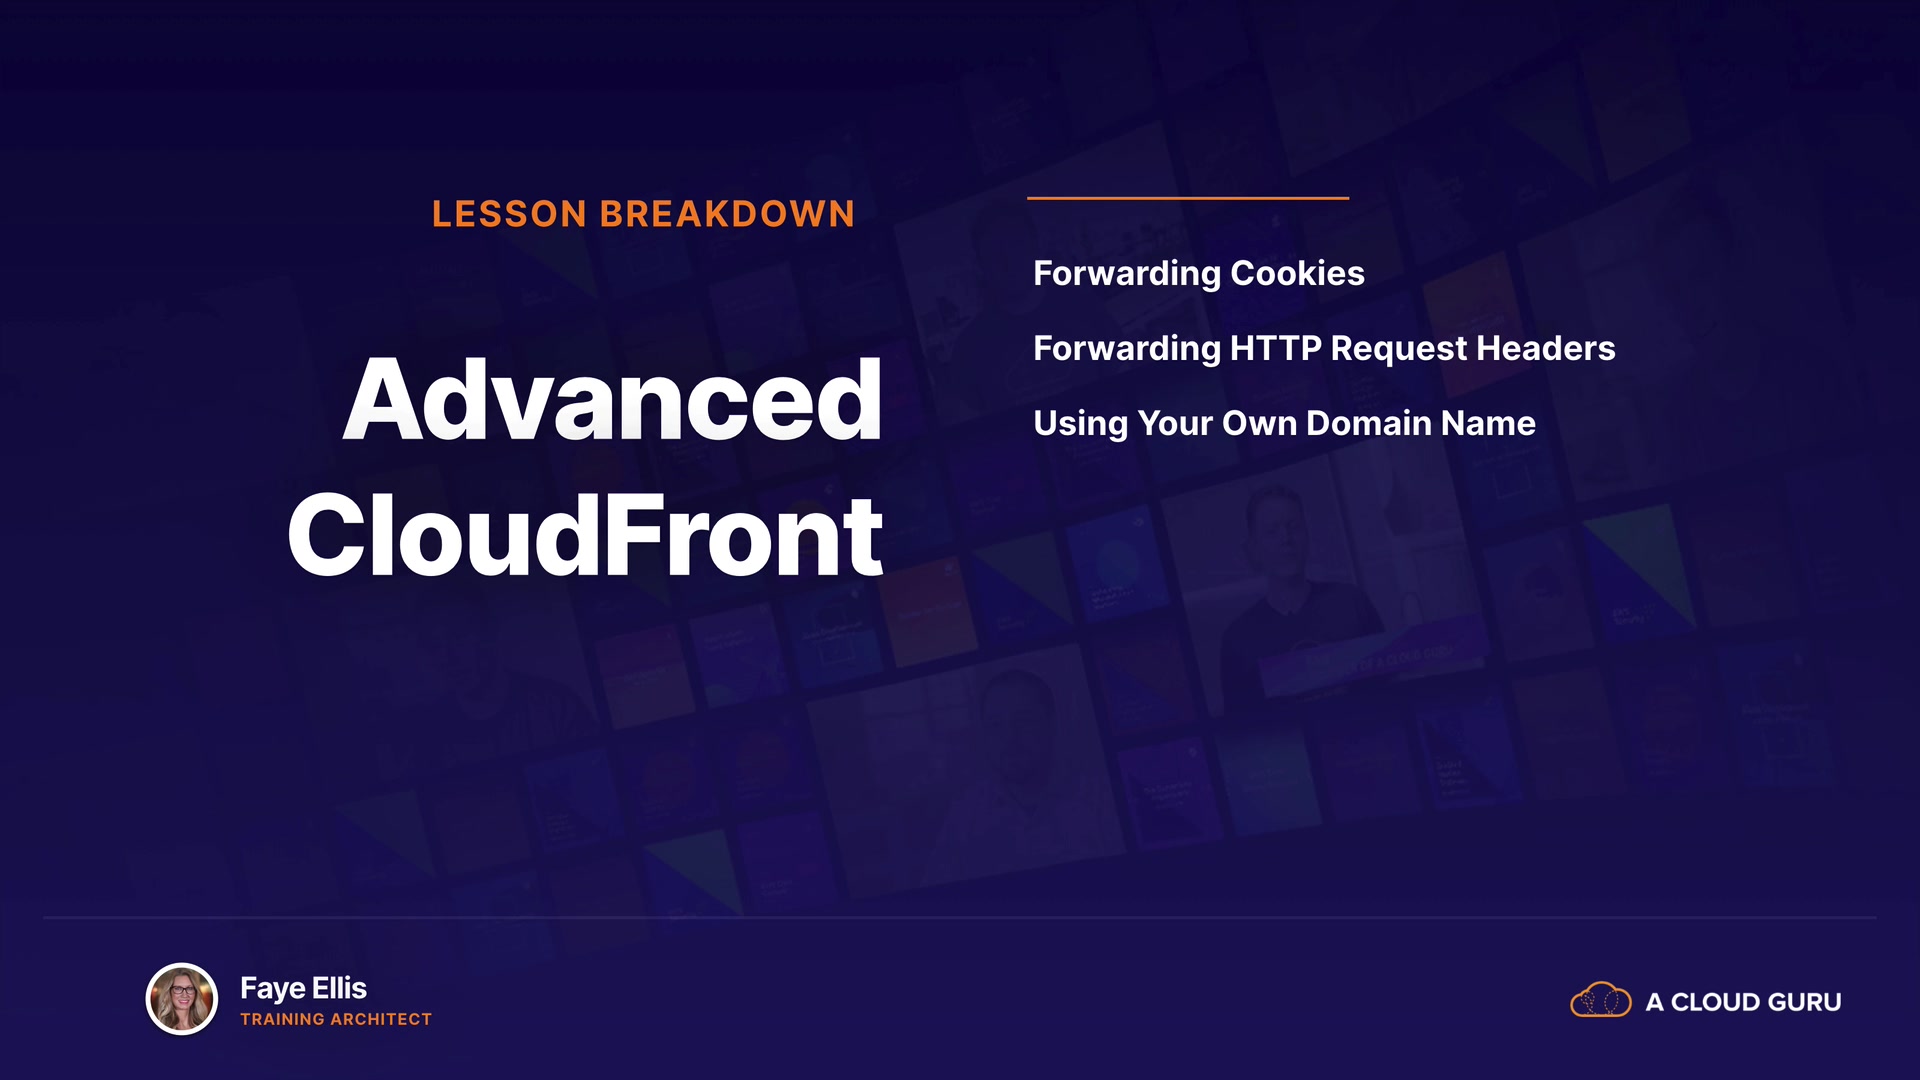 LESSON BREAKDOWN
Advanced
CloudFront
Forwarding Cookies
Forwarding HTTP Request Headers
Using Your Own Domain Name
Faye Ellis
TRAINING ARCHITECT
A CLOUD GURU